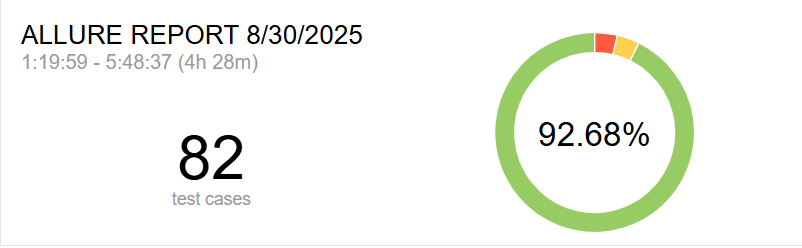 ALLURE REPORT 8/30/2025
1:19:59 - 5:48:37 (4h 28m)
82
test cases
92.68%